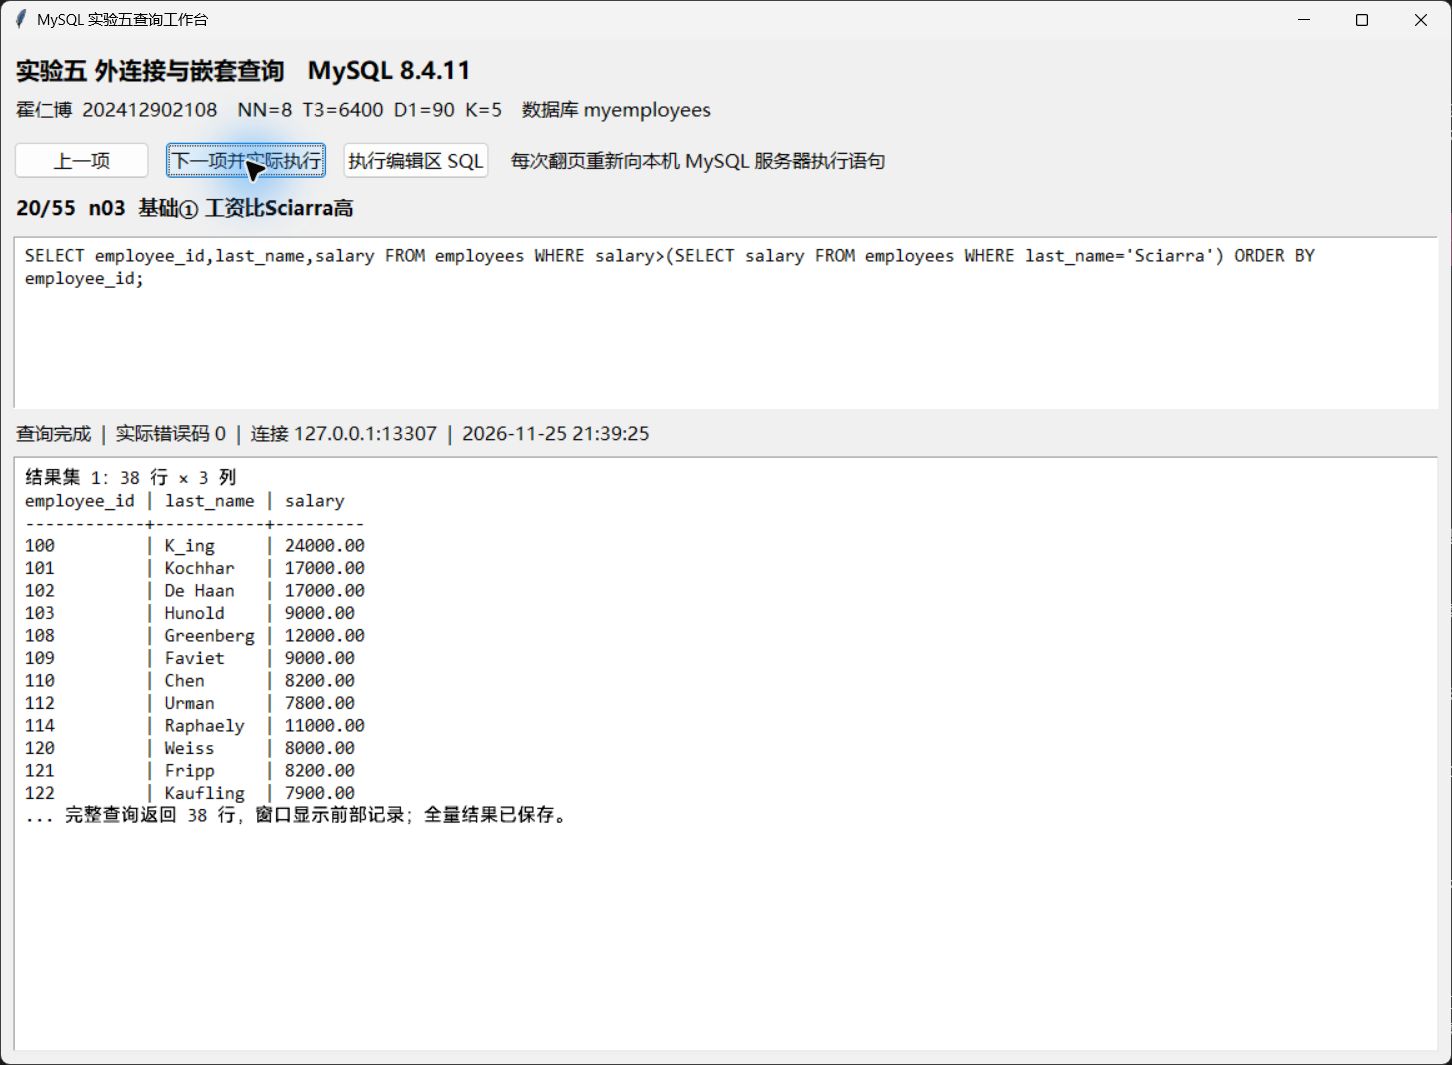 MySQL 实验五查询工作台
实验五 外连接与嵌套查询 MySQL 8.4.11
霍仁博 202412902108 NN=8 T3=6400 D1=90 K=5 数据库 myemployees
上一项 下一项并实际执行 执行编辑区 SQL 每次翻页重新向本机 MySQL 服务器执行语句
20/55 n03 基础① 工资比Sciarra高
SELECT employee_id,last_name,salary FROM employees WHERE salary>(SELECT salary FROM employees WHERE last_name='Sciarra') ORDER BY
employee_id;
查询完成 | 实际错误码 0 | 连接 127.0.0.1:13307 | 2026-11-25 21:39:25
结果集 1: 38 行 × 3 列
employee_id | last_name | salary
------------+-----------+---------
100 | K_ing | 24000.00
101 | Kochhar | 17000.00
102 | De Haan | 17000.00
103 | Hunold | 9000.00
108 | Greenberg | 12000.00
109 | Faviet | 9000.00
110 | Chen | 8200.00
112 | Urman | 7800.00
114 | Raphaely | 11000.00
120 | Weiss | 8000.00
121 | Fripp | 8200.00
122 | Kaufling | 7900.00
... 完整查询返回 38 行，窗口显示前部记录；全量结果已保存。